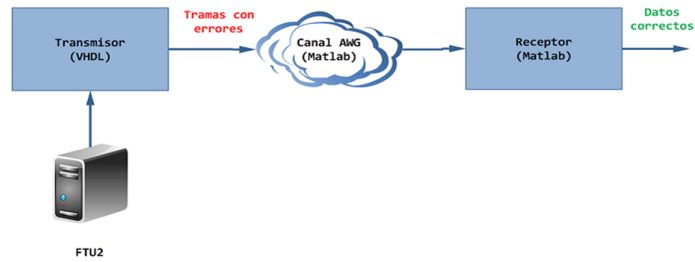 Transmisor
(VHDL)
Tramas con
errores
Canal AWG
(Matlab)
Receptor
(Matlab)
Datos
correctos
FTU2